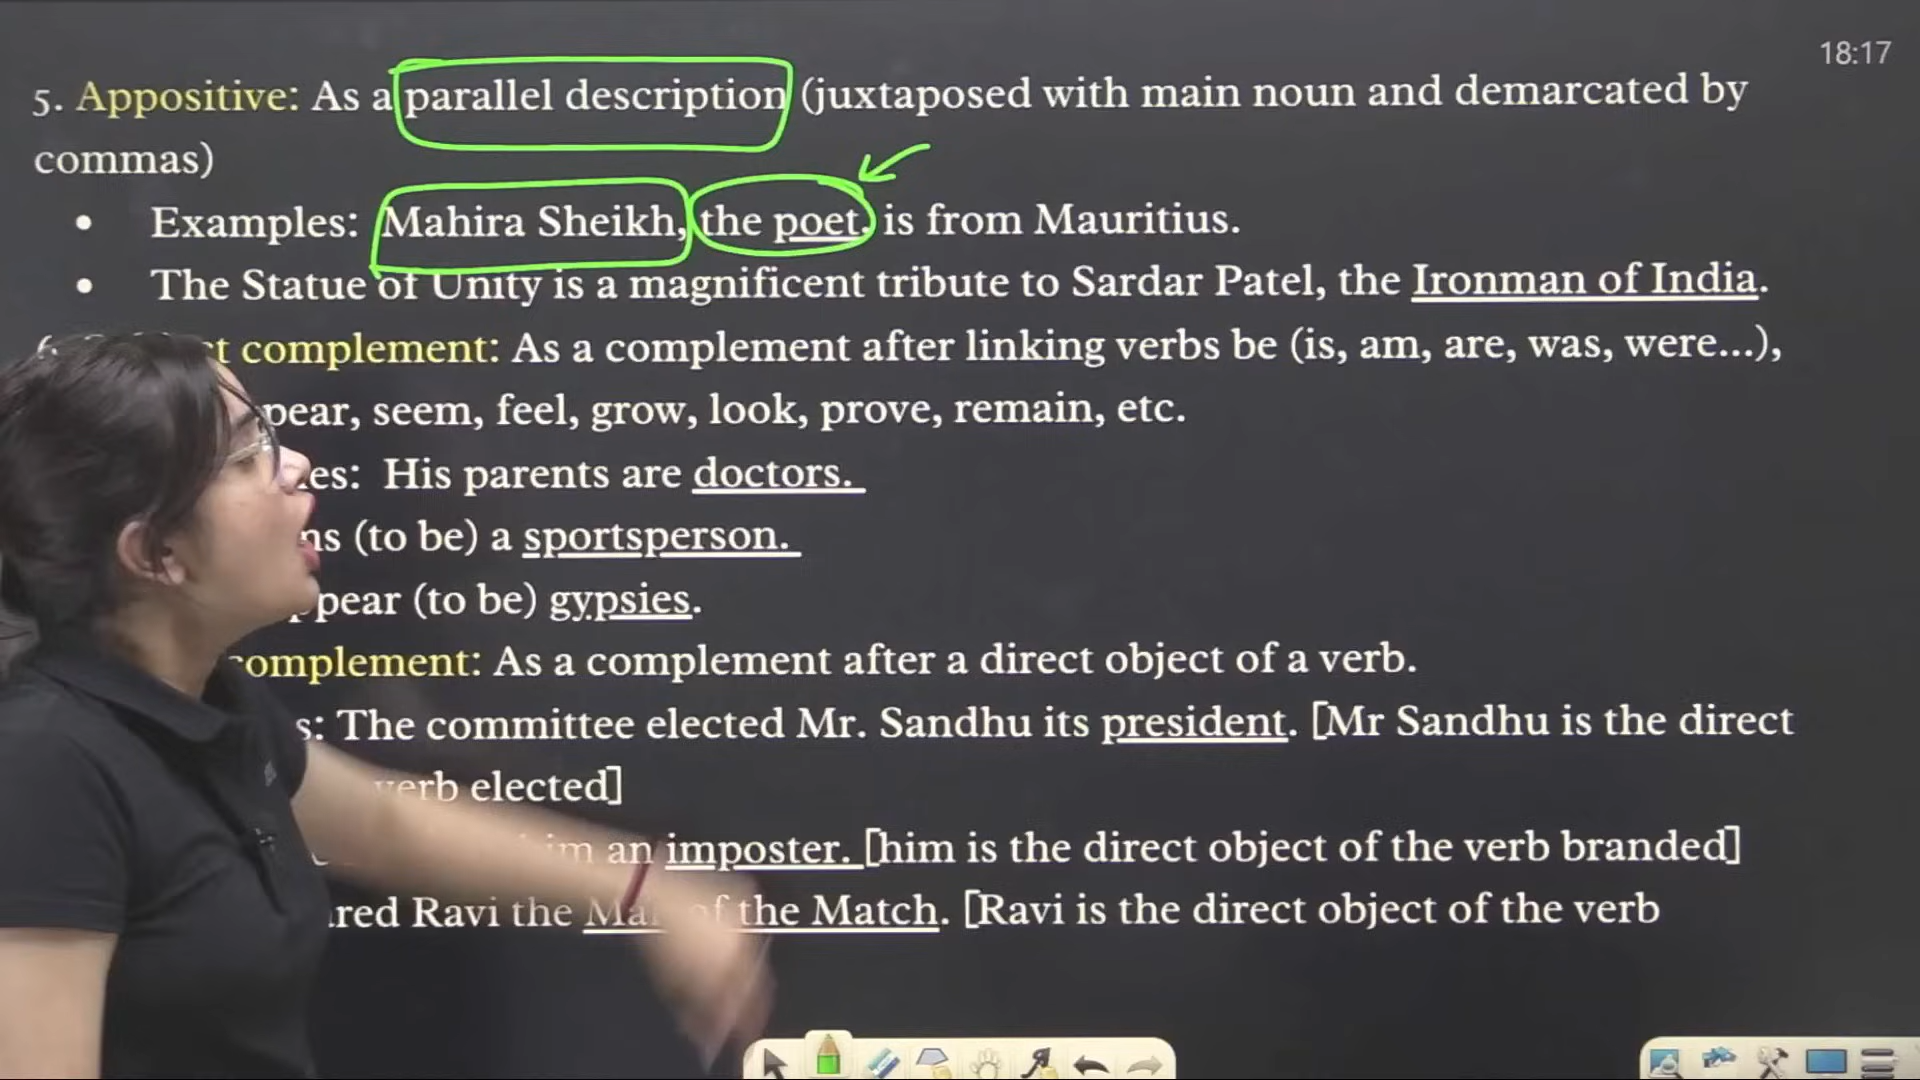 18:17
5. Appositive: As a parallel description (juxtaposed with main noun and demarcated by
commas)
• Examples: Mahira Sheikh, the poet, is from Mauritius.
• The Statue of Unity is a magnificent tribute to Sardar Patel, the Ironman of India.
t complement: As a complement after linking verbs be (is, am, are, was, were...),
pear, seem, feel, grow, look, prove, remain, etc.
es: His parents are doctors.
ns (to be) a sportsperson.
ppear (to be) gypsies.
omplement: As a complement after a direct object of a verb.
s: The committee elected Mr. Sandhu its president. [Mr Sandhu is the direct
verb elected]
im an imposter. [him is the direct object of the verb branded]
red Ravi the Ma of the Match. [Ravi is the direct object of the verb